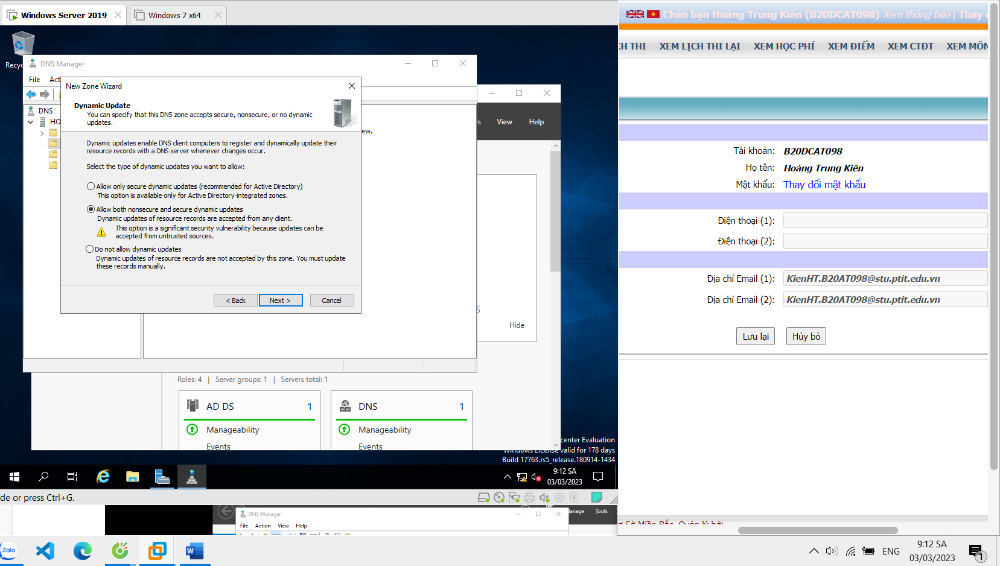 Windows Server 2019
Windows 7 x64
DNS Manager
File
New Zone Wizard
Dynamic Update
You can specify that this DNS zone accepts secure, nonsecure, or no dynamic
updates.
DNS
Dynamic updates enable DNS client computers to register and dynamically update their
resource records with a DNS server whenever changes occur.
Select the type of dynamic updates you want to allow:
Allow only secure dynamic updates (recommended for Active Directory)
This option is available only for Active Directory-integrated zones.
Allow both nonsecure and secure dynamic updates
Dynamic updates of resource records are accepted from any client.
This option is a significant security vulnerability because updates can be
accepted from untrusted sources.
Do not allow dynamic updates
Dynamic updates of resource records are not accepted by this zone. You must update
these records manually.
< Back
Next >
Cancel
View
Help
Hide
Roles: 4 | Server groups: 1 | Servers total: 1
AD DS 1
Manageability
Events
DNS 1
Manageability
Events
center Evaluation
Windows License valid for 178 days
Build 17763.rs5_release.180914-1434
9:12 SA
03/03/2023
de or press Ctrl+G.
DNS Manager
File Action View Help
Manage
Tools
Chào bạn Hoàng Trung Kiên (B20DCAT098) Xem thông báo | Thay
CH THI XEM LỊCH THI LẠI XEM HỌC PHÍ XEM ĐIỂM XEM CTĐT XEM MÔN
Tài khoản: B20DCAT098
Họ tên: Hoàng Trung Kiên
Mật khẩu: Thay đổi mật khẩu
Điện thoại (1):
Điện thoại (2):
Địa chỉ Email (1): KienHT.B20AT098@stu.ptit.edu.vn
Địa chỉ Email (2): KienHT.B20AT098@stu.ptit.edu.vn
Lưu lại
Hủy bỏ
Zalo
ENG
9:12 SA
03/03/2023
1